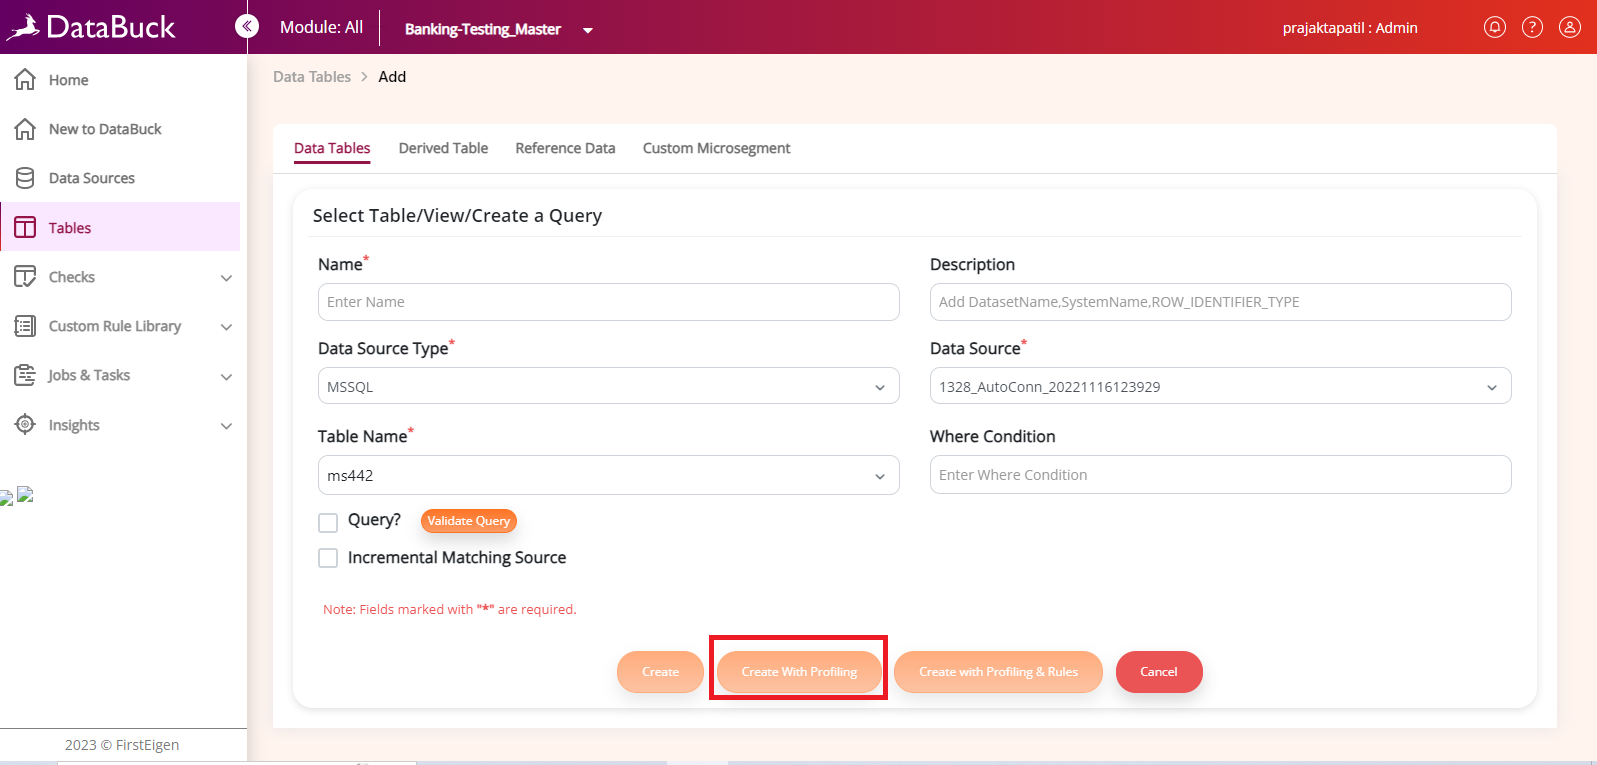 DataBuck
Module: All
Banking-Testing_Master
prajaktapatil : Admin
Home
New to DataBuck
Data Sources
Tables
Checks
Custom Rule Library
Jobs & Tasks
Insights
2023 © FirstEigen
Data Tables > Add
Data Tables Derived Table Reference Data Custom Microsegment
Select Table/View/Create a Query
Name* Description
Enter Name Add DatasetName,SystemName,ROW_IDENTIFIER_TYPE
Data Source Type* Data Source*
MSSQL 1328_AutoConn_20221116123929
Table Name* Where Condition
ms442 Enter Where Condition
Query? Validate Query
Incremental Matching Source
Note: Fields marked with "*" are required.
Create Create With Profiling Create with Profiling & Rules Cancel